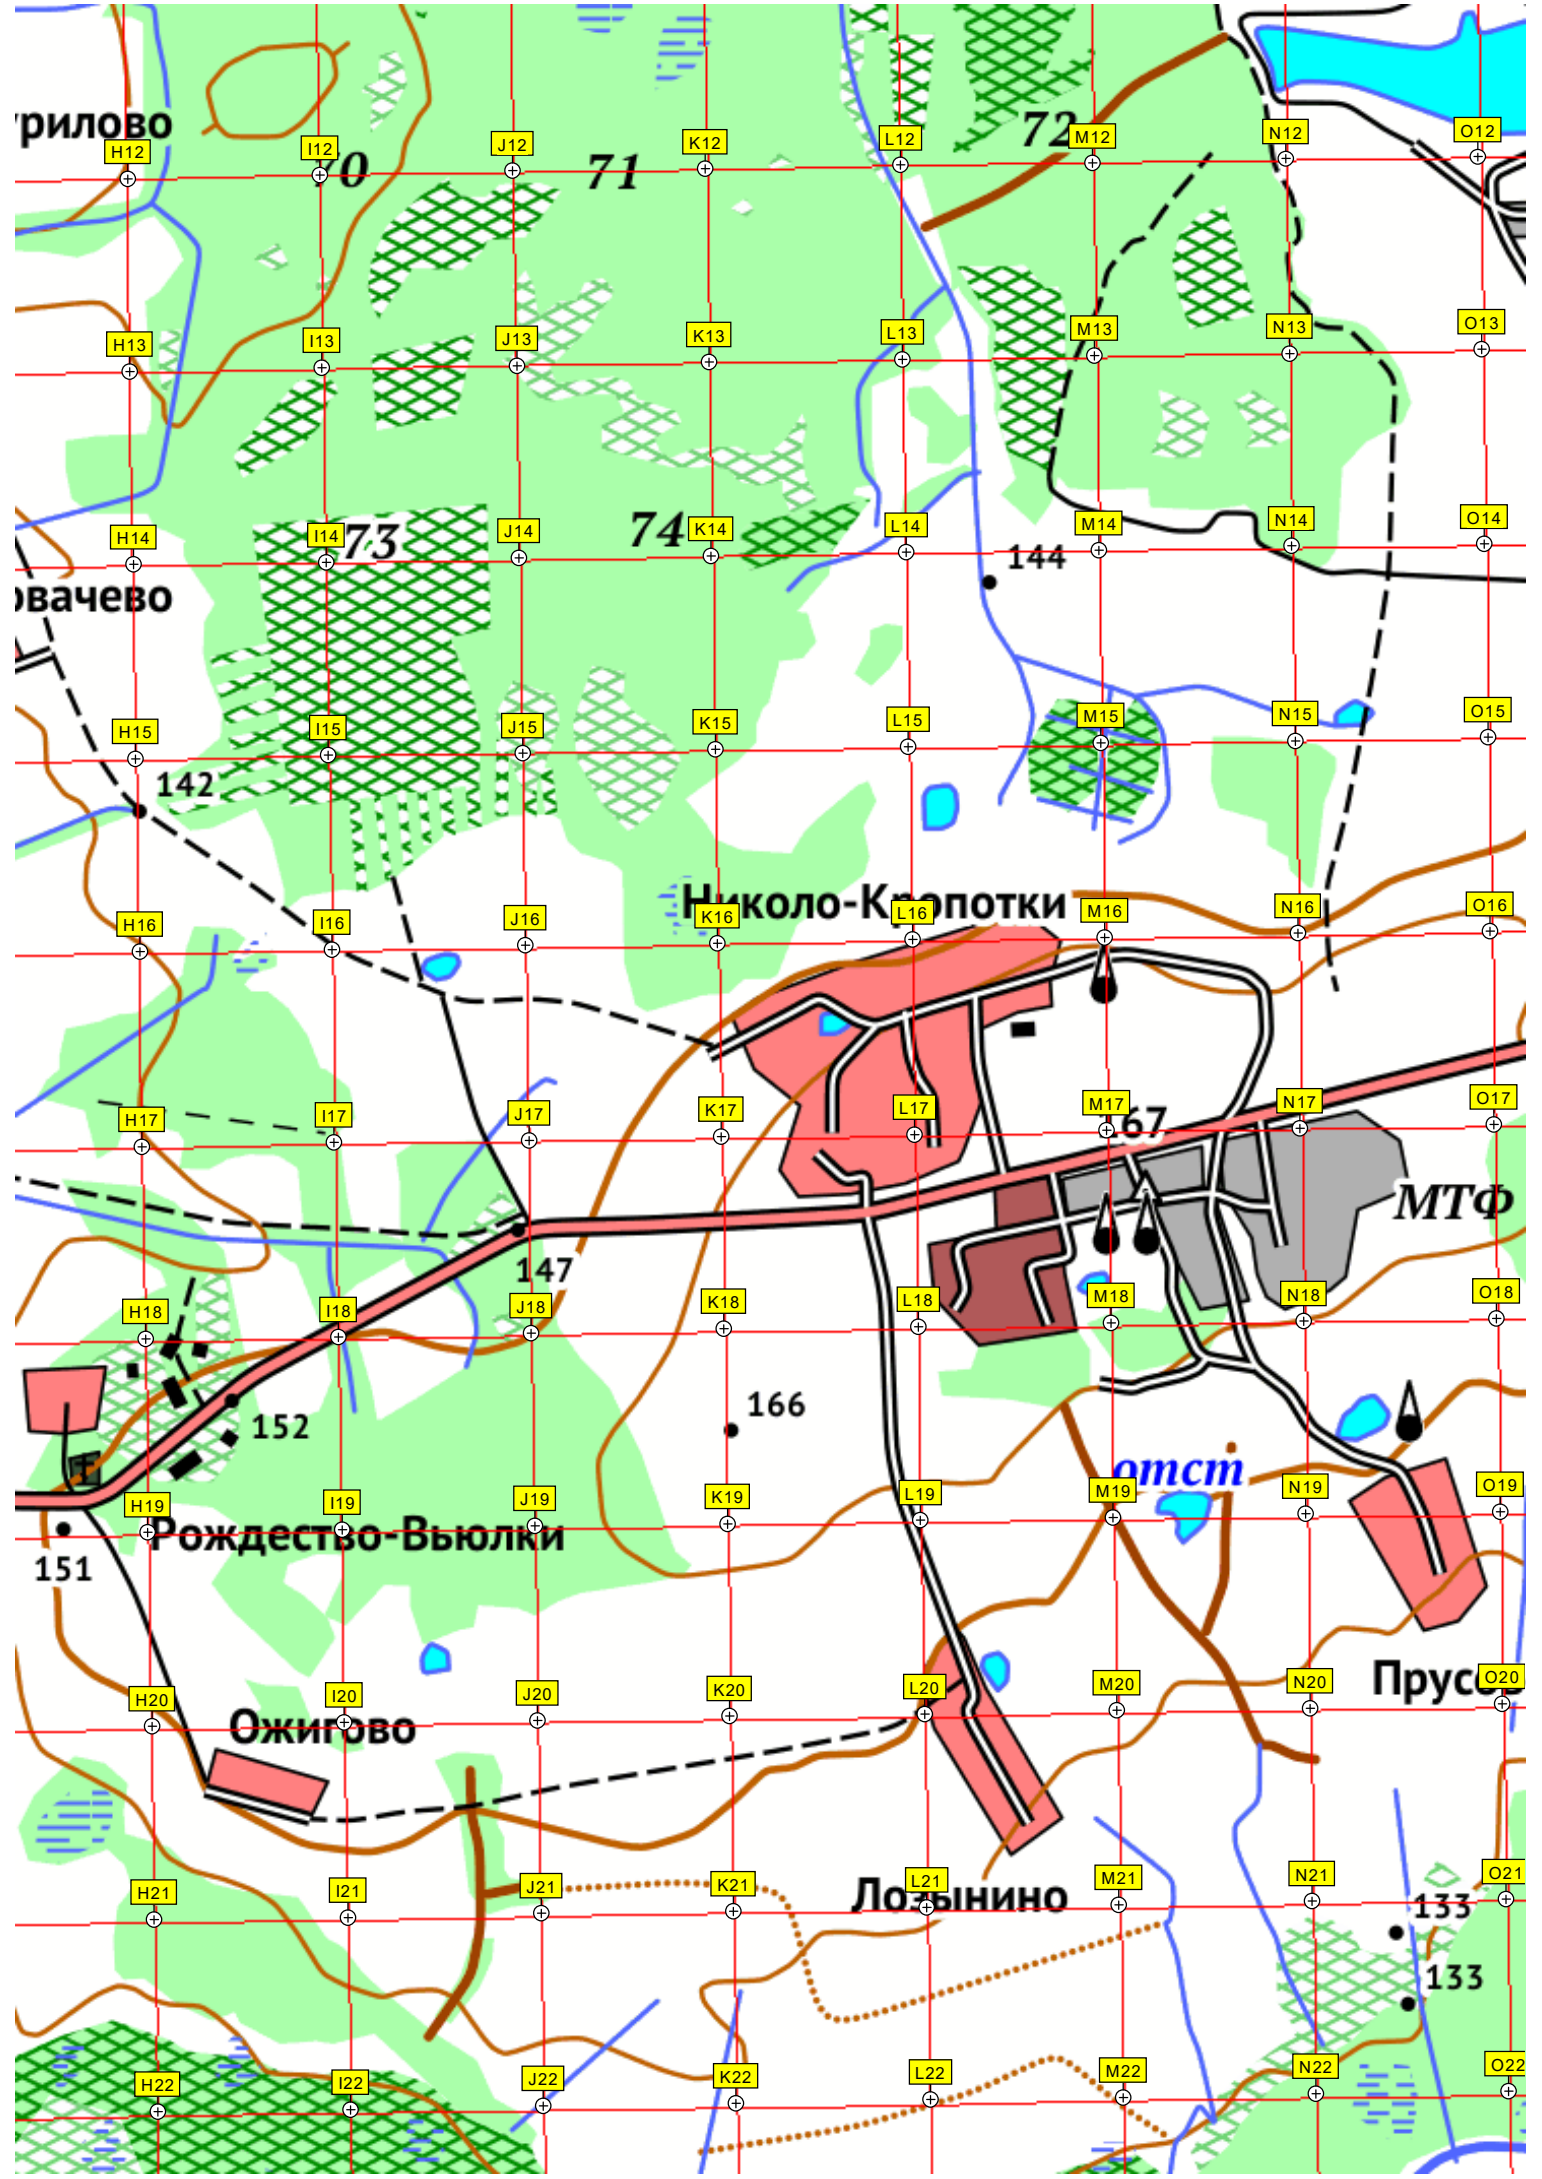 урилово
H12 I12 J12 K12 L12 M12 N12 O12
70 71 72
H13 I13 J13 K13 L13 M13 N13 O13
H14 I14 J14 K14 L14 M14 N14 O14
73 74
144
овачево
H15 I15 J15 K15 L15 M15 N15 O15
142
Николо-Кропотки
H16 I16 J16 K16 L16 M16 N16 O16
H17 I17 J17 K17 L17 M17 N17 O17
67
МТФ
147
H18 I18 J18 K18 L18 M18 N18 O18
152
166
отст
H19 I19 J19 K19 L19 M19 N19 O19
Рождество-Вьюлки
151
H20 I20 J20 K20 L20 M20 N20 O20
Ожигово
H21 I21 J21 K21 L21 M21 N21 O21
Лозынино
133
133
H22 I22 J22 K22 L22 M22 N22 O22